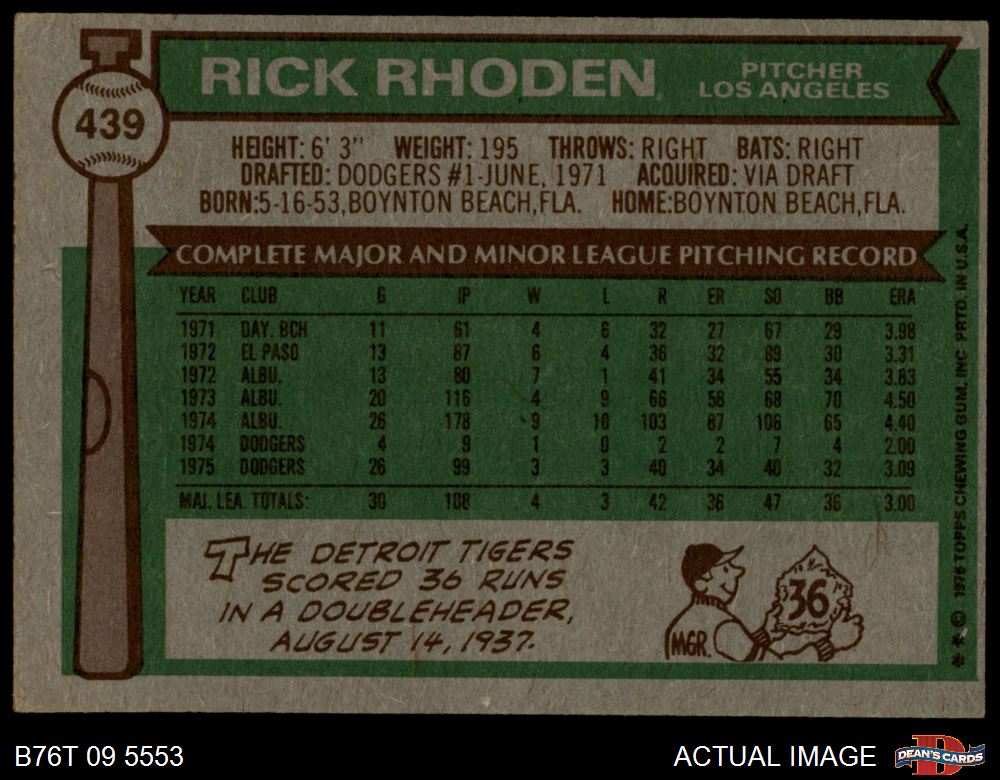 439
RICK RHODEN
PITCHER
LOS ANGELES
HEIGHT: 6' 3" WEIGHT: 195 THROWS: RIGHT BATS: RIGHT
DRAFTED: DODGERS #1-JUNE, 1971 ACQUIRED: VIA DRAFT
BORN:5-16-53,BOYNTON BEACH,FLA. HOME:BOYNTON BEACH,FLA.
COMPLETE MAJOR AND MINOR LEAGUE PITCHING RECORD
YEAR CLUB G IP W L R ER SO BB ERA
1971 DAY. BCH 11 61 4 6 32 27 67 29 3.98
1972 EL PASO 13 87 6 4 36 32 89 30 3.31
1972 ALBU. 13 80 7 1 41 34 55 34 3.83
1973 ALBU. 20 116 4 9 66 58 68 70 4.50
1974 ALBU. 26 178 9 10 103 87 106 65 4.40
1974 DODGERS 4 9 1 0 2 2 7 4 2.00
1975 DODGERS 26 99 3 3 40 34 40 32 3.09
MAJ. LEA. TOTALS: 30 108 4 3 42 36 47 36 3.00
THE DETROIT TIGERS
SCORED 36 RUNS
IN A DOUBLEHEADER,
AUGUST 14, 1937.
MGR.
36
** © 1976 TOPPS CHEWING GUM, INC PRTD. IN U.S.A.
B76T 09 5553
ACTUAL IMAGE
D
DEAN'S CARDS